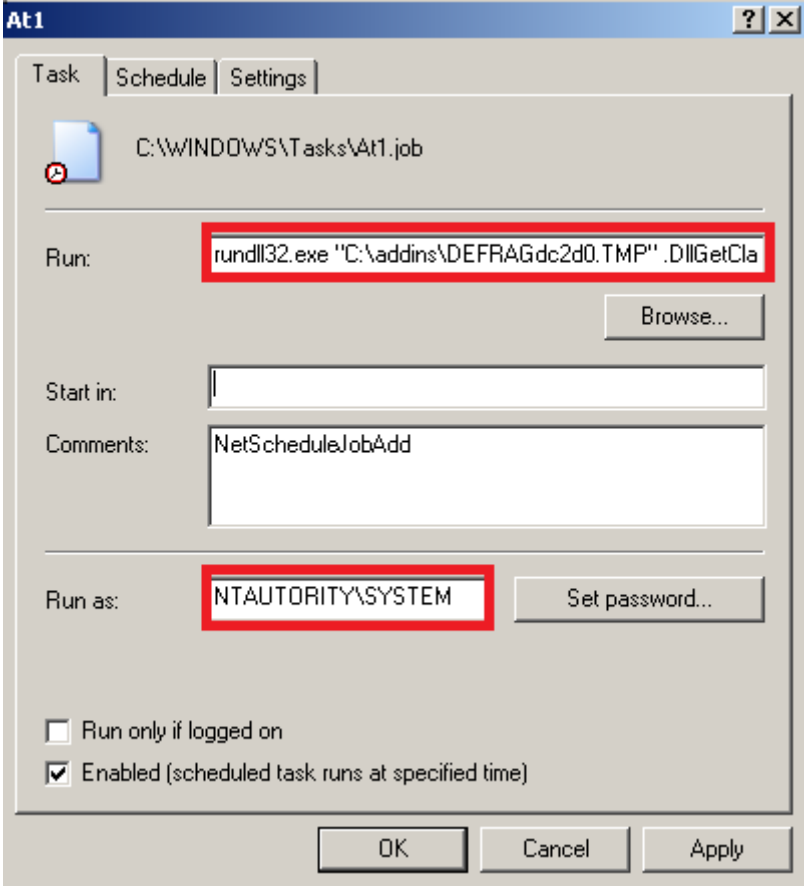 At1
Task Schedule Settings
C:\WINDOWS\Tasks\At1.job
Run: rundll32.exe "C:\addins\DEFRAGdc2d0.TMP" .DllGetCla
Browse...
Start in:
Comments: NetScheduleJobAdd
Run as: NTAUTORITY\SYSTEM Set password...
Run only if logged on
Enabled (scheduled task runs at specified time)
OK Cancel Apply